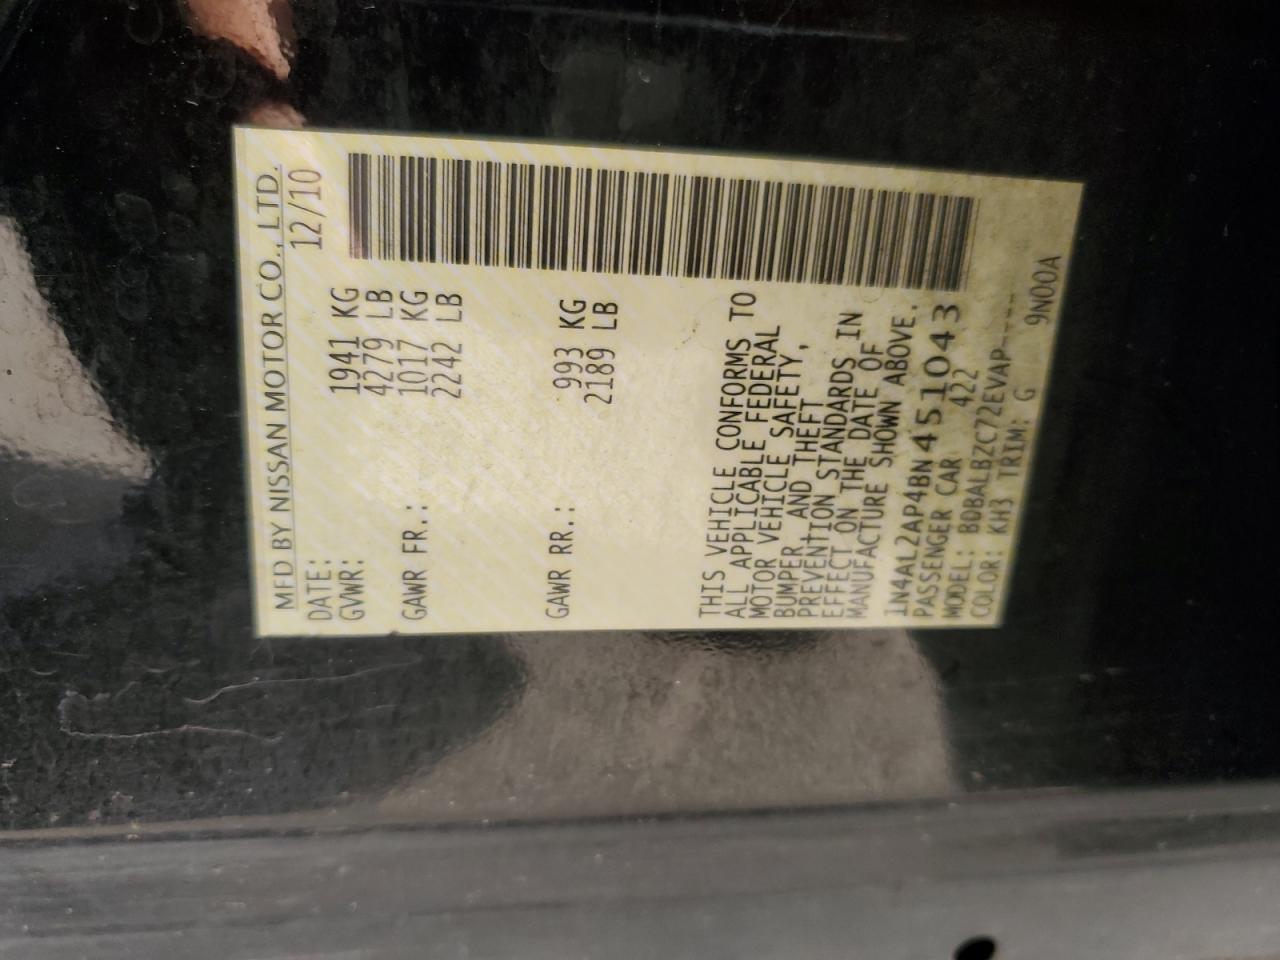 MFD BY NISSAN MOTOR CO., LTD.
DATE: 12/10
GVWR: 1941 KG
4279 LB
GAWR FR.: 1017 KG
2242 LB
GAWR RR.: 993 KG
2189 LB
THIS VEHICLE CONFORMS TO
ALL APPLICABLE FEDERAL
MOTOR VEHICLE SAFETY,
BUMPER AND THEFT
PREVENTION STANDARDS IN
EFFECT ON THE DATE OF
MANUFACTURE SHOWN ABOVE.
1N4AL2AP4BN451043
PASSENGER CAR 422
MODEL: BDBALBZC72EVAP----
COLOR: KH3 TRIM: G 9N00A